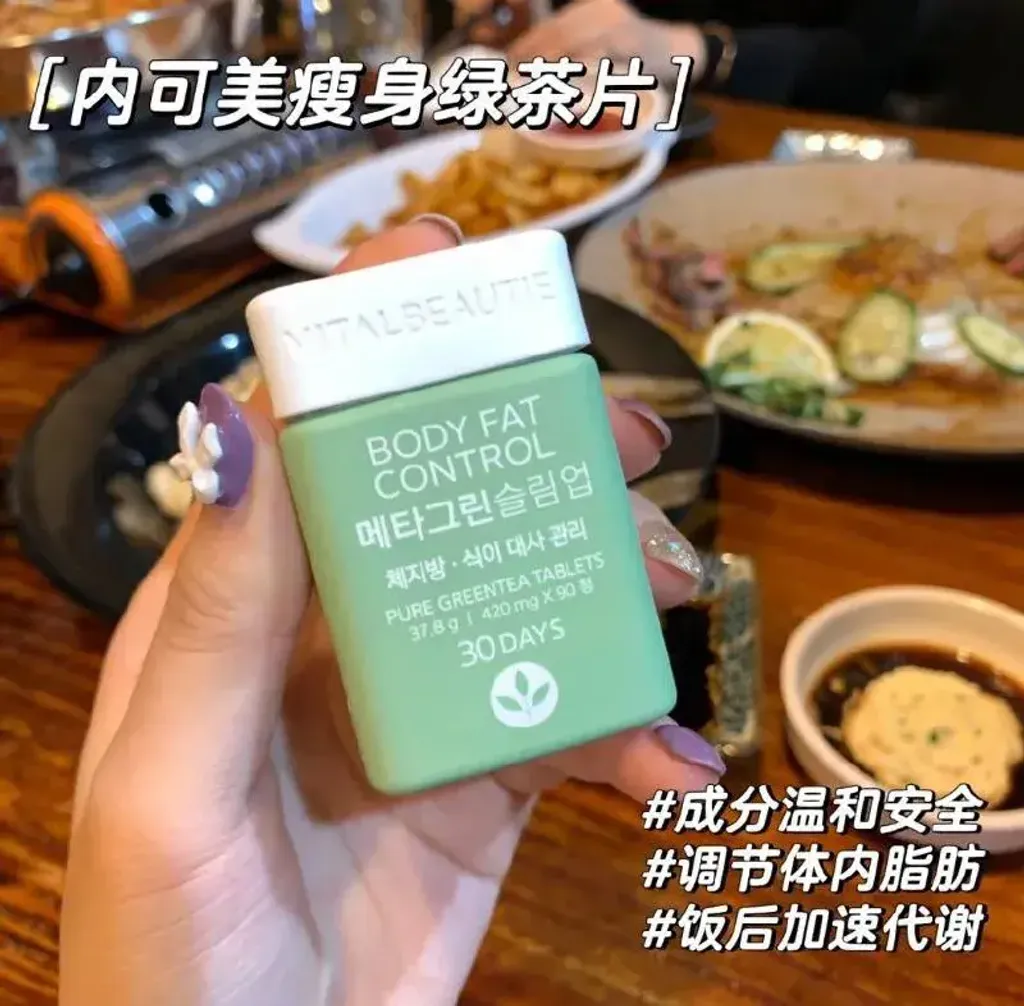 [内可美瘦身绿茶片]
VITALBEAUTIE
BODY FAT
CONTROL
메타그린슬림업
체지방·식이 대사 관리
PURE GREENTEA TABLETS
37.8 g | 420 mg X 90 정
30 DAYS
#成分温和安全
#调节体内脂肪
#饭后加速代谢